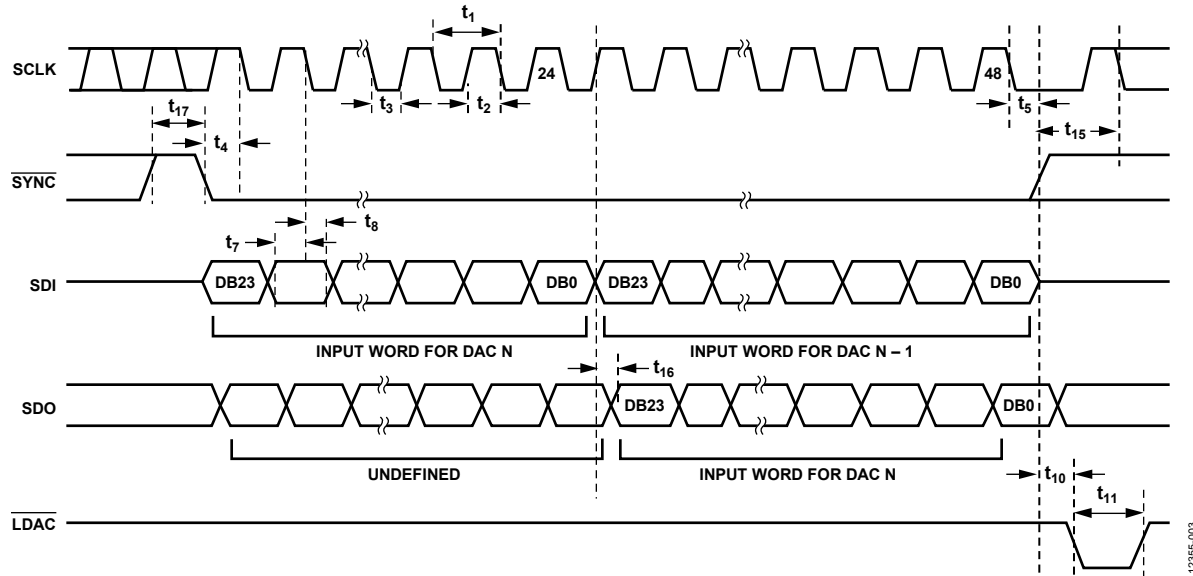 t1
SCLK
24
48
t3
t2
t5
t17
t4
t15
SYNC
t8
t7
SDI
DB23
DB0
DB23
DB0
INPUT WORD FOR DAC N
INPUT WORD FOR DAC N – 1
t16
SDO
DB23
DB0
UNDEFINED
INPUT WORD FOR DAC N
t10
t11
LDAC
12355-003